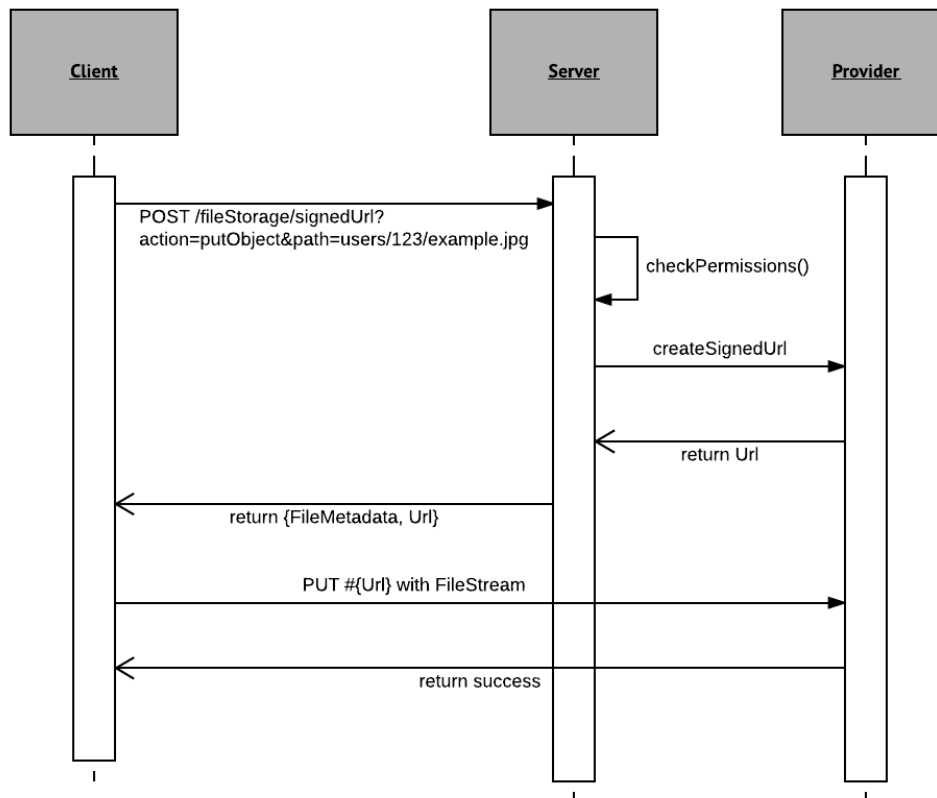 Client
Server
Provider
POST /fileStorage/signedUrl?
action=putObject&path=users/123/example.jpg
checkPermissions()
createSignedUrl
return Url
return {FileMetadata, Url}
PUT #{Url} with FileStream
return success